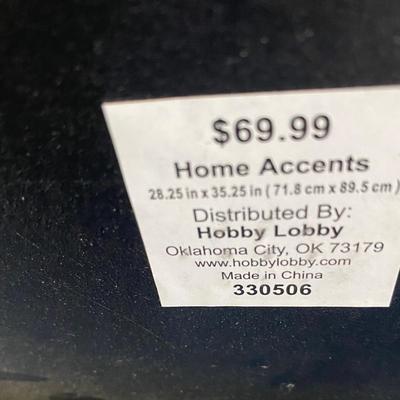 $69.99
Home Accents
28.25 in x 35.25 in ( 71.8 cm x 89.5 cm )
Distributed By:
Hobby Lobby
Oklahoma City, OK 73179
www.hobbylobby.com
Made in China
330506